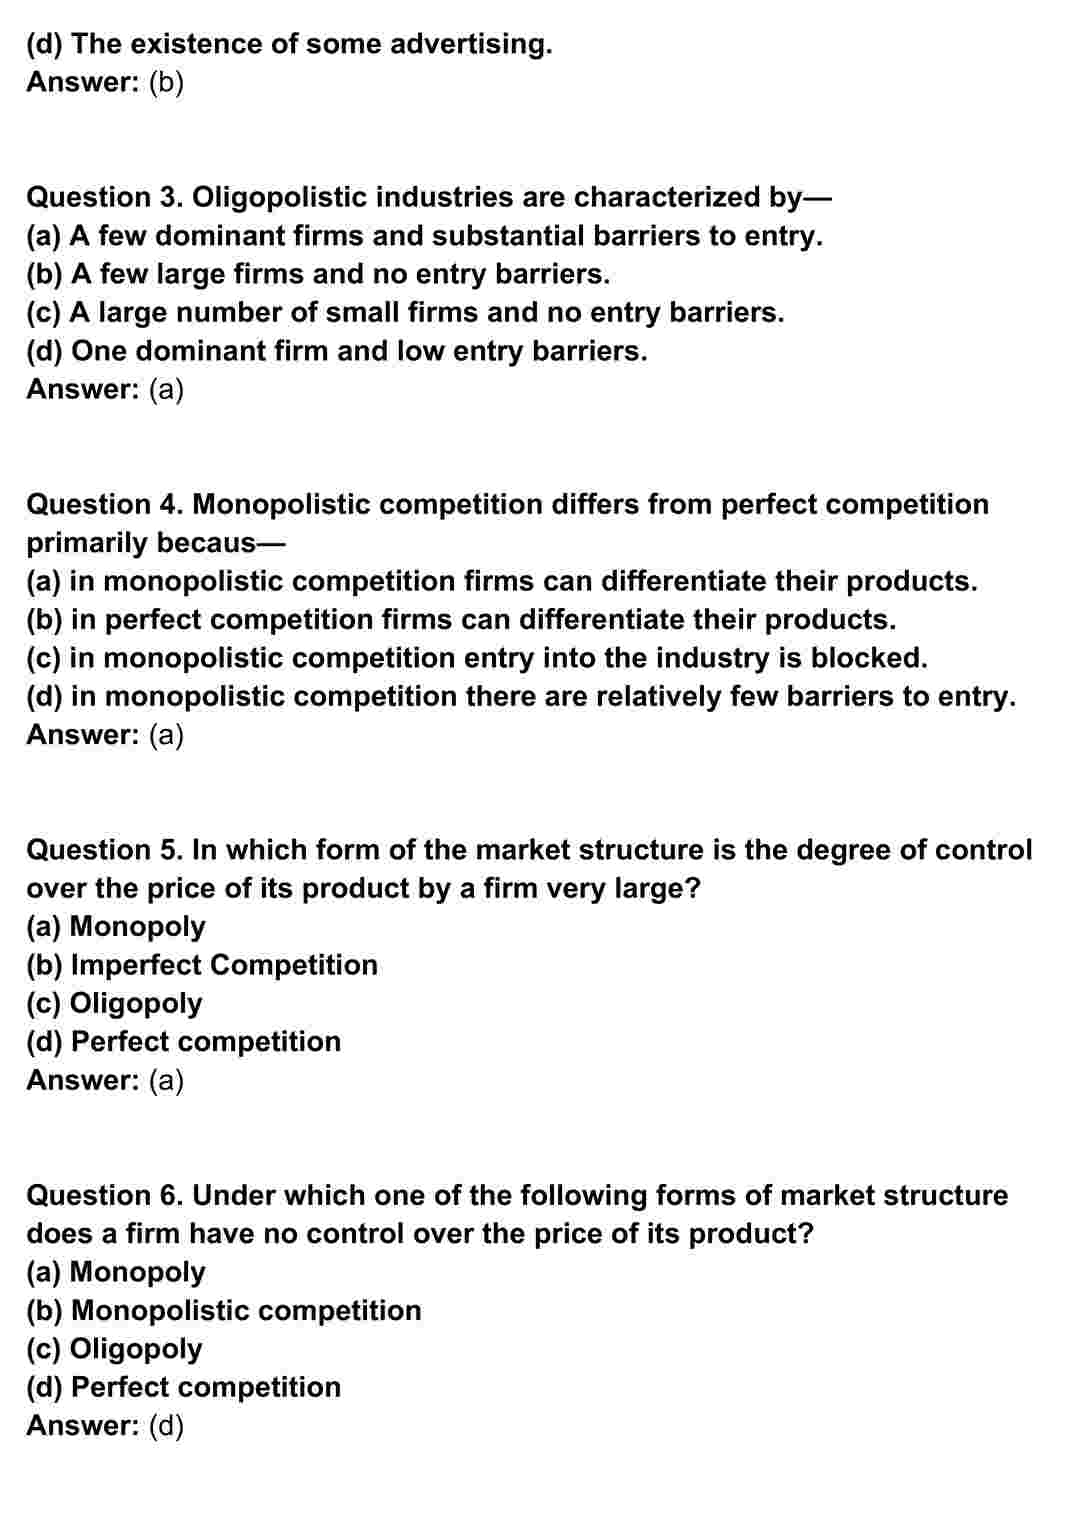 (d) The existence of some advertising.
Answer: (b)
Question 3. Oligopolistic industries are characterized by—
(a) A few dominant firms and substantial barriers to entry.
(b) A few large firms and no entry barriers.
(c) A large number of small firms and no entry barriers.
(d) One dominant firm and low entry barriers.
Answer: (a)
Question 4. Monopolistic competition differs from perfect competition
primarily becaus—
(a) in monopolistic competition firms can differentiate their products.
(b) in perfect competition firms can differentiate their products.
(c) in monopolistic competition entry into the industry is blocked.
(d) in monopolistic competition there are relatively few barriers to entry.
Answer: (a)
Question 5. In which form of the market structure is the degree of control
over the price of its product by a firm very large?
(a) Monopoly
(b) Imperfect Competition
(c) Oligopoly
(d) Perfect competition
Answer: (a)
Question 6. Under which one of the following forms of market structure
does a firm have no control over the price of its product?
(a) Monopoly
(b) Monopolistic competition
(c) Oligopoly
(d) Perfect competition
Answer: (d)